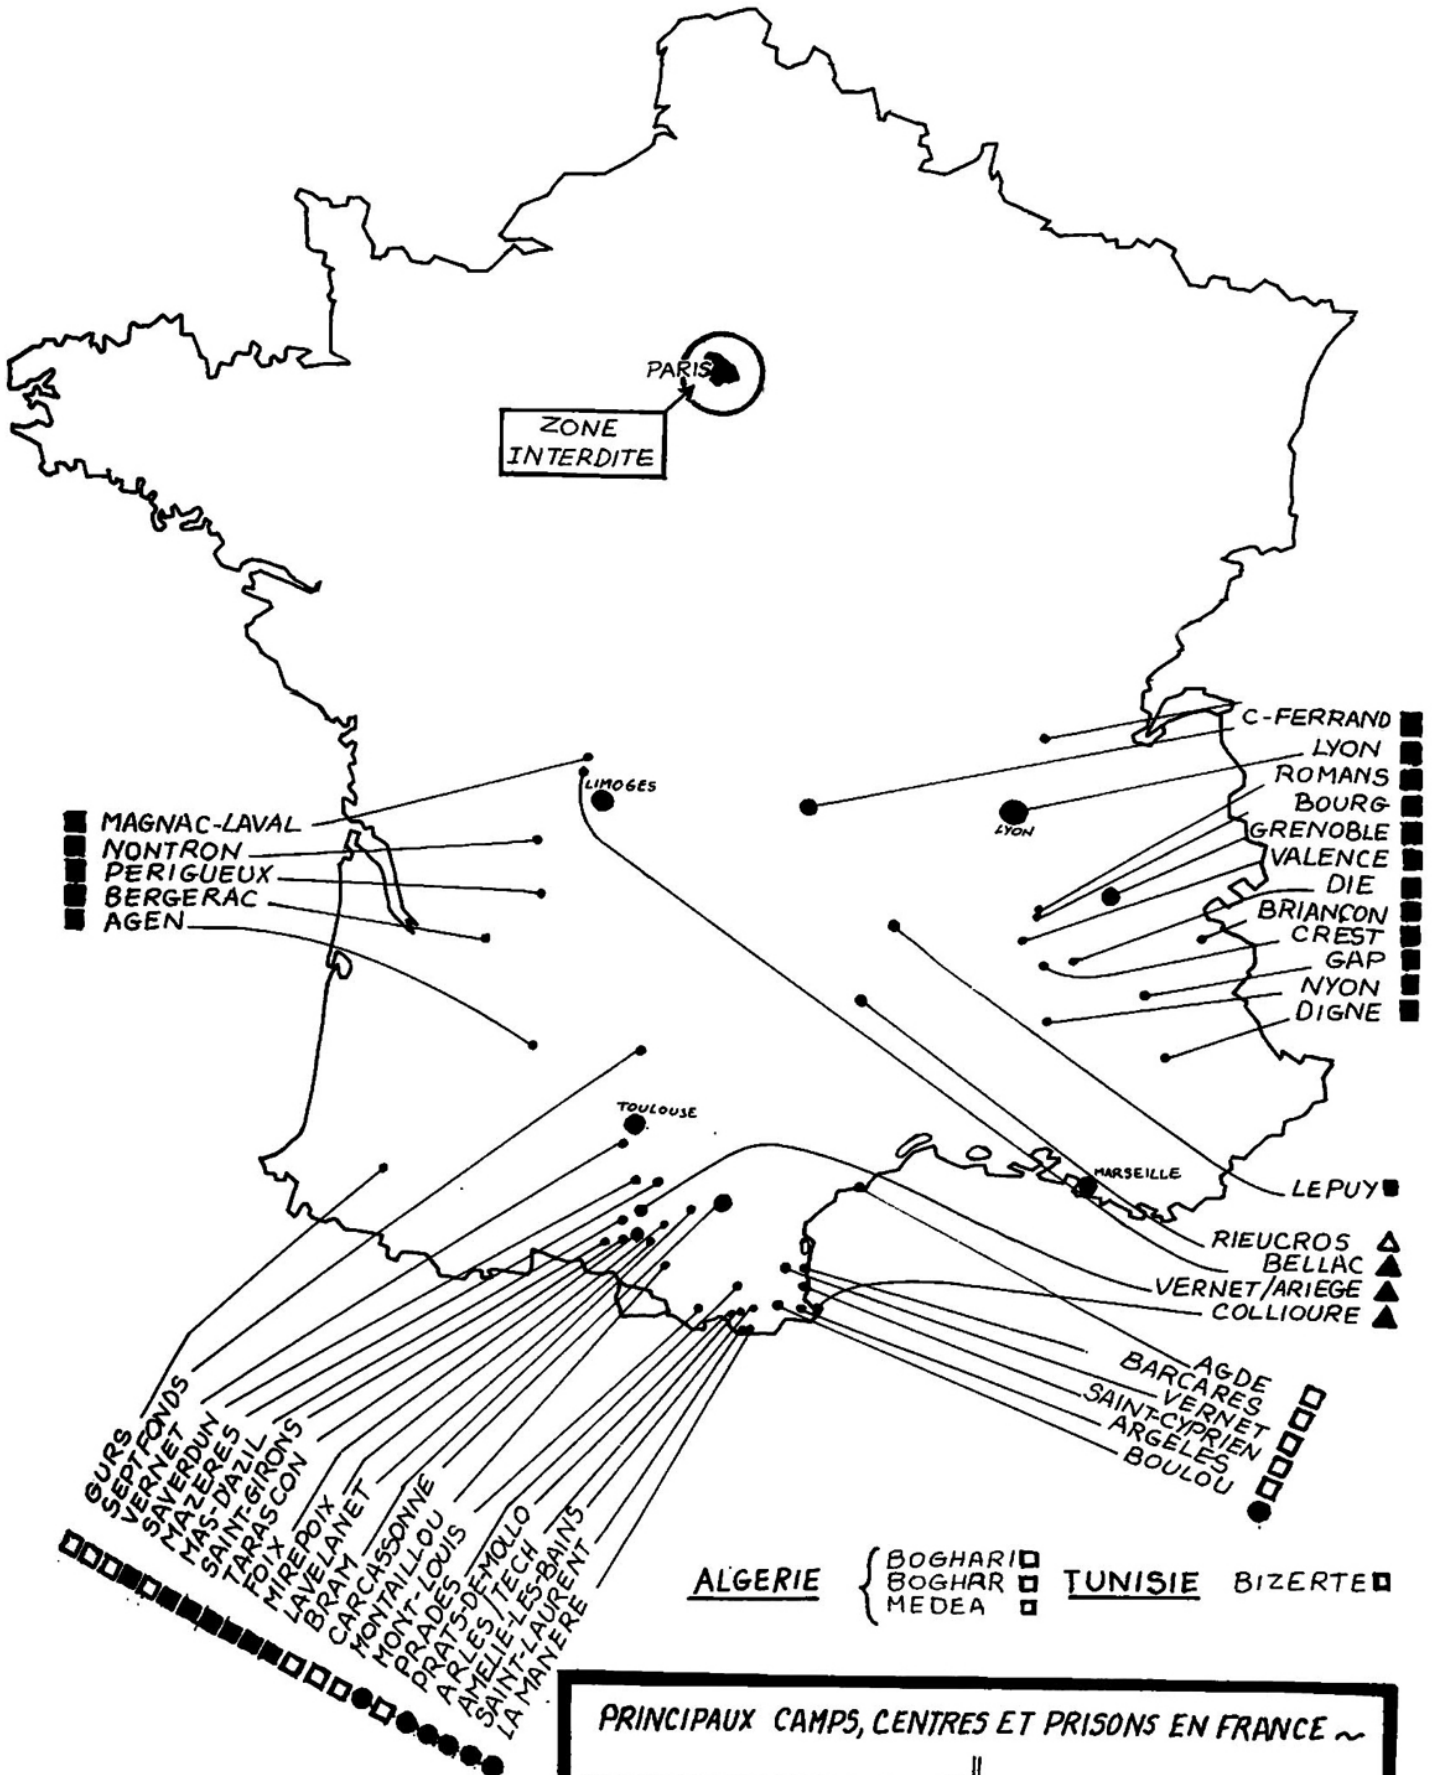 PARIS
ZONE
INTERDITE
C-FERRAND
LYON
ROMANS
BOURG
GRENOBLE
VALENCE
DIE
BRIANÇON
CREST
GAP
NYON
DIGNE
LIMOGES
LYON
MAGNAC-LAVAL
NONTRON
PERIGUEUX
BERGERAC
AGEN
TOULOUSE
MARSEILLE
LEPUY
RIEUCROS
BELLAC
VERNET/ARIEGE
COLLIOURE
AGDE
BARCARES
VERNET
SAINT-CYPRIEN
ARGELES
BOULOU
GURS
SEPTFONDS
VERNET
SAVERDUN
MAZERES
MAS-D'AZIL
SAINT-GIRONS
TARASCON
FOIX
MIREPOIX
LAVELANET
BRAM
CARCASSONNE
MONTAILLOU
MONT-LOUIS
PRADES
PRATS-DE-MOLLO
ARLES/TECH
AMELIE-LES-BAINS
SAINT-LAURENT
LA MANERE
ALGERIE
BOGHARI
BOGHAR
MEDEA
TUNISIE
BIZERTE
PRINCIPAUX CAMPS, CENTRES ET PRISONS EN FRANCE ~